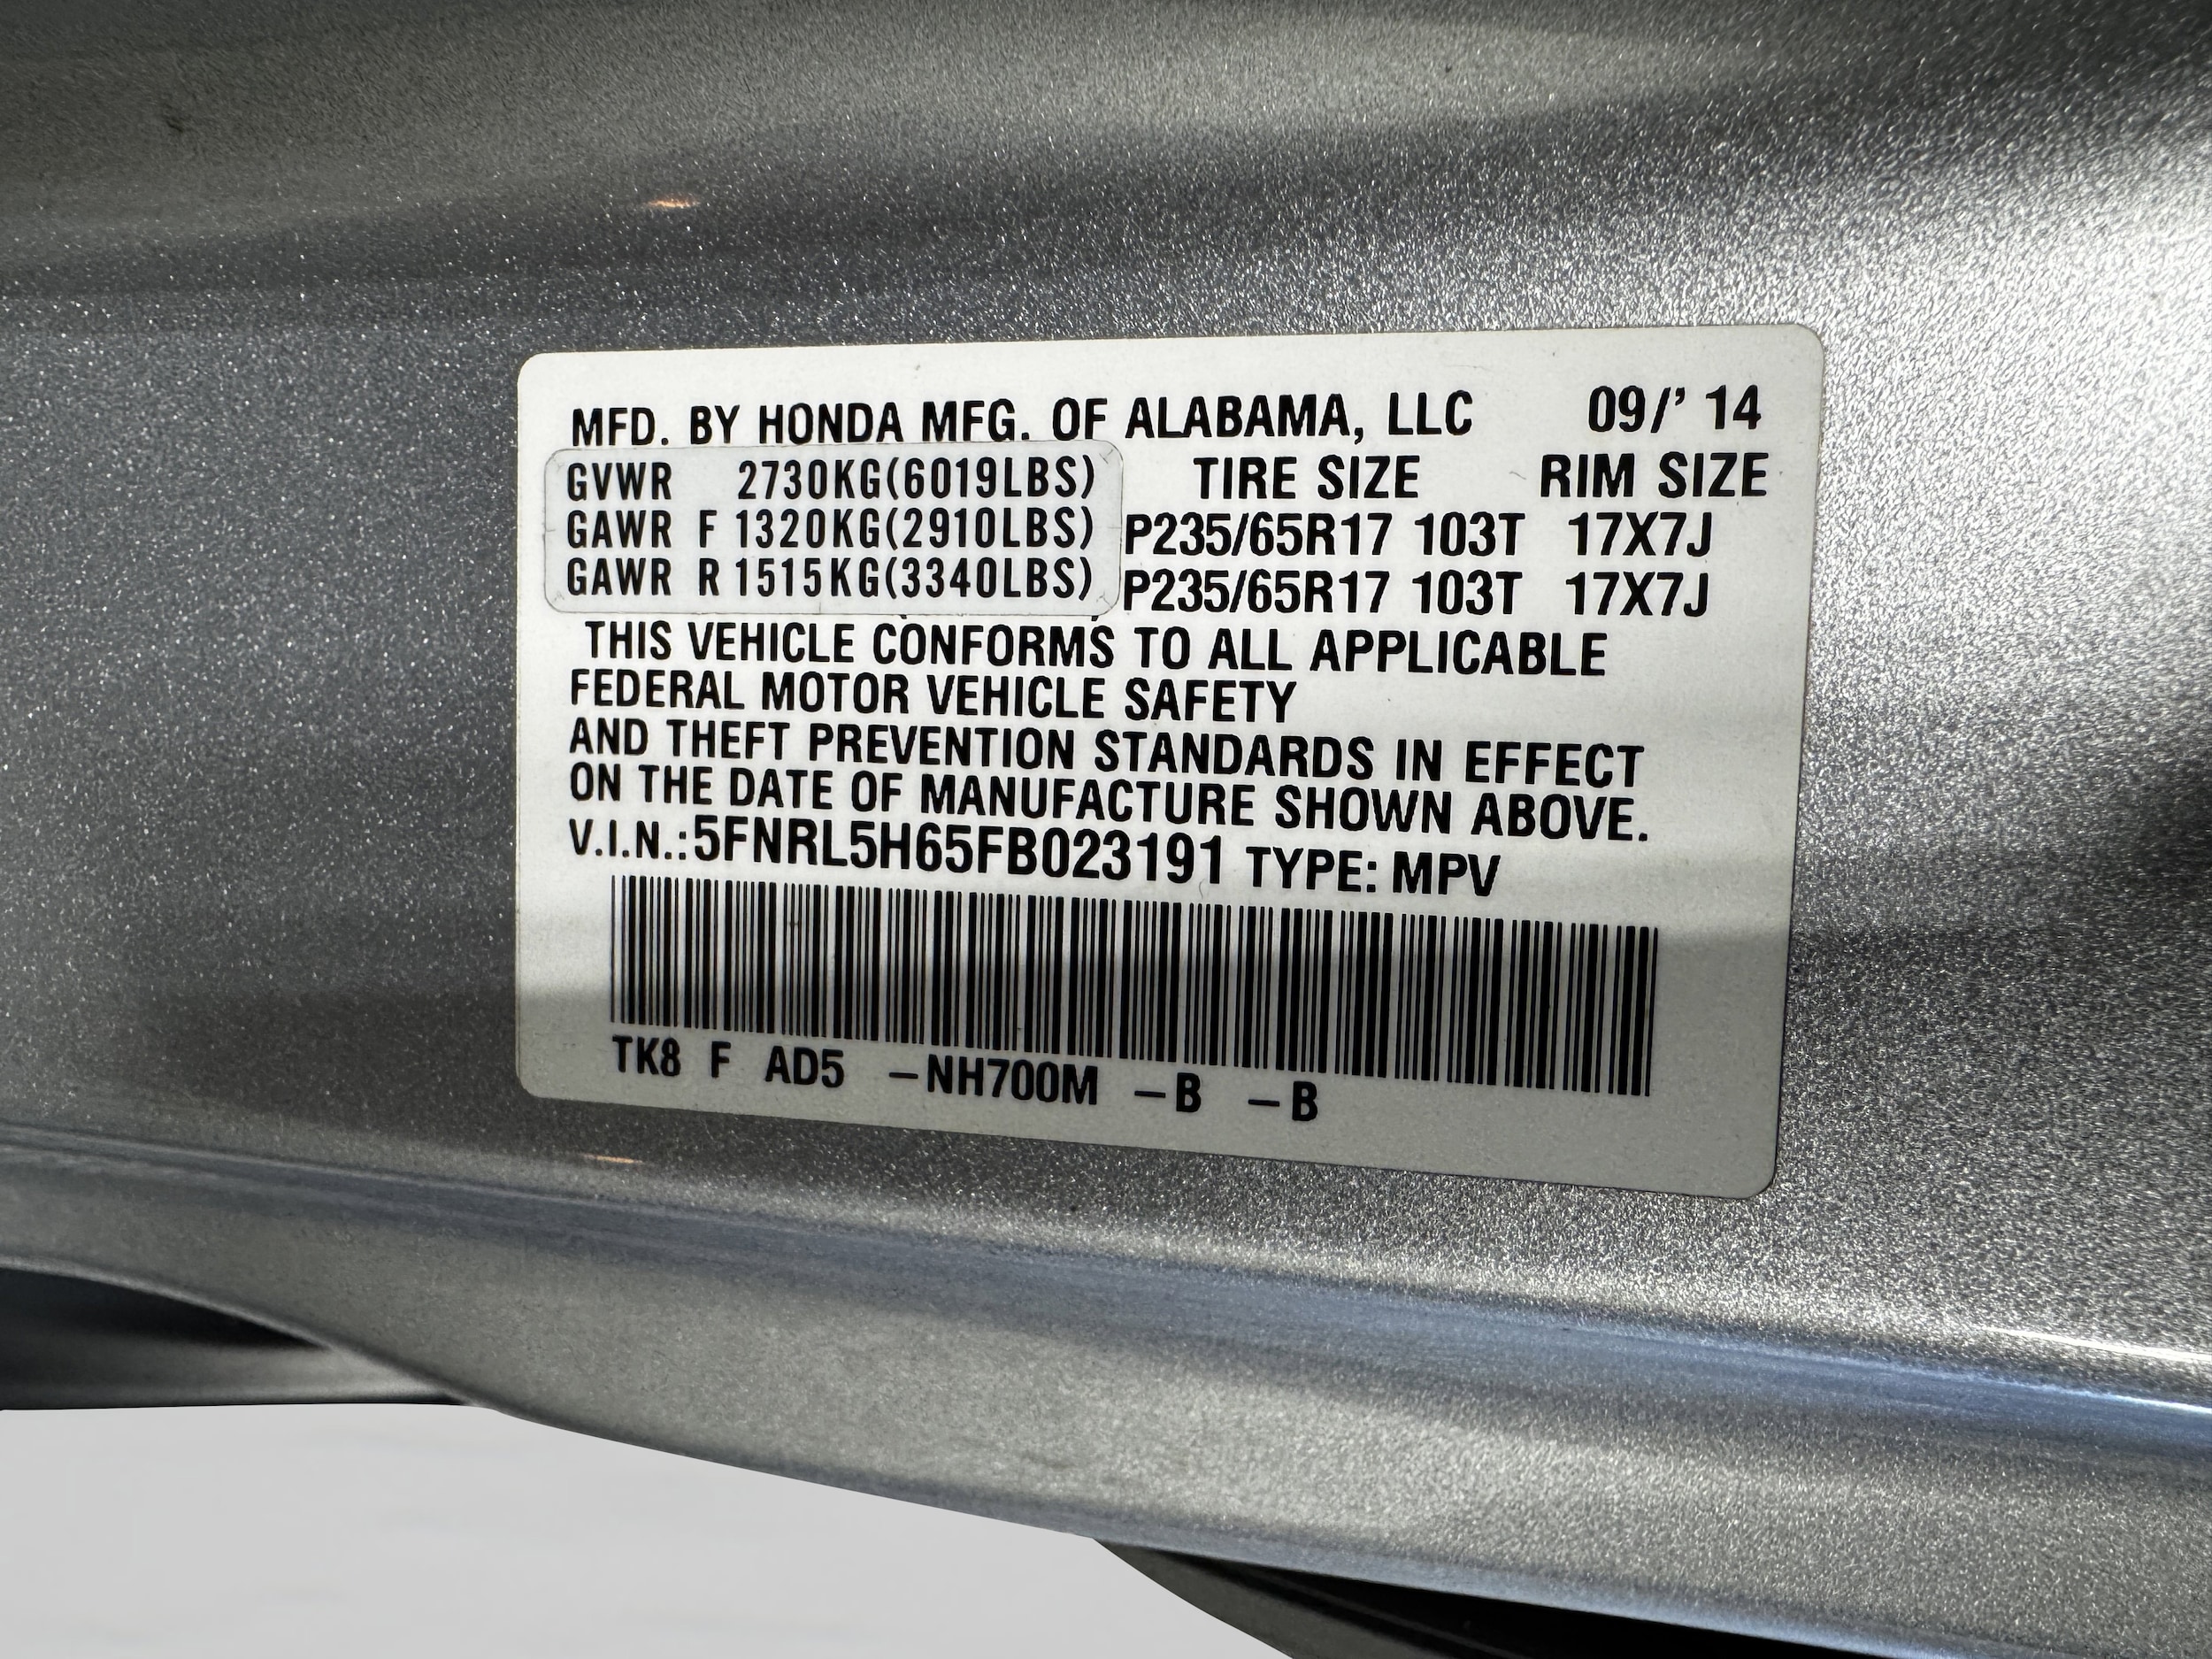 MFD. BY HONDA MFG. OF ALABAMA, LLC 09/' 14
GVWR 2730KG(6019LBS) TIRE SIZE RIM SIZE
GAWR F 1320KG(2910LBS) P235/65R17 103T 17X7J
GAWR R 1515KG(3340LBS) P235/65R17 103T 17X7J
THIS VEHICLE CONFORMS TO ALL APPLICABLE
FEDERAL MOTOR VEHICLE SAFETY
AND THEFT PREVENTION STANDARDS IN EFFECT
ON THE DATE OF MANUFACTURE SHOWN ABOVE.
V.I.N.:5FNRL5H65FB023191 TYPE: MPV
TK8 F AD5 –NH700M –B –B